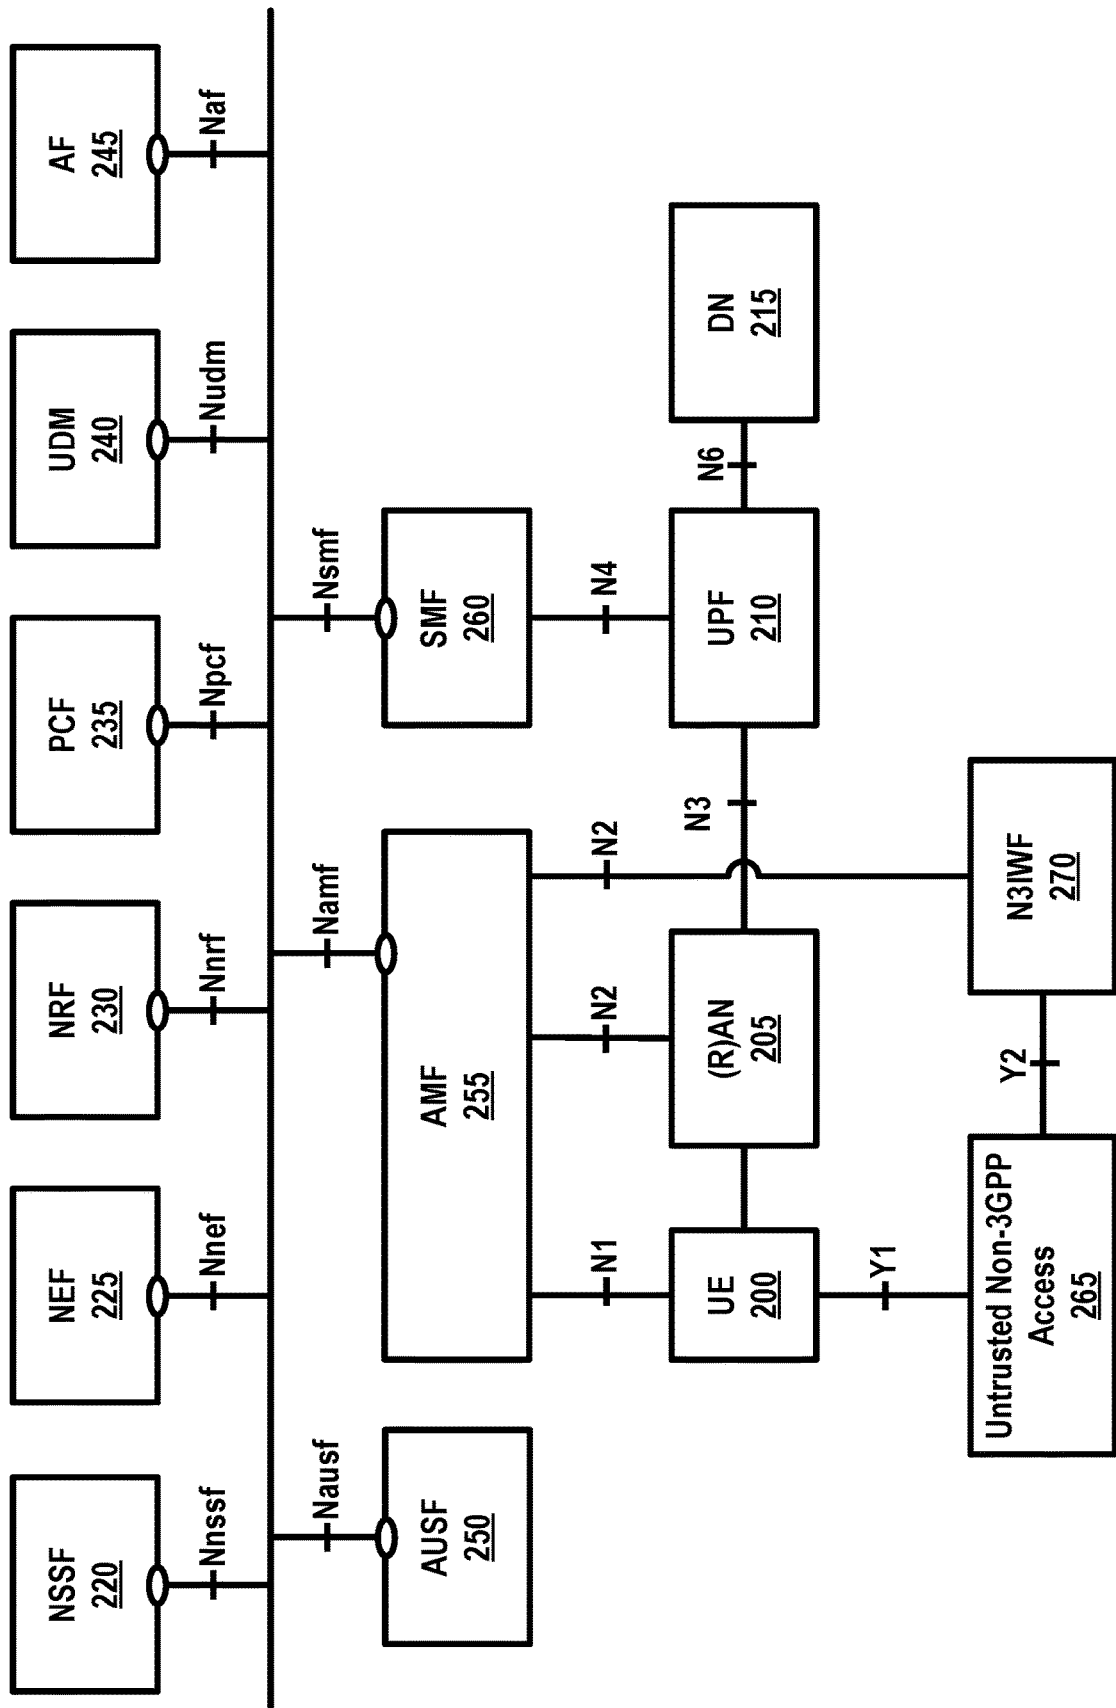 NSSF
220
NEF
225
NRF
230
PCF
235
UDM
240
AF
245
Nnssf
Nnef
Nnrf
Npcf
Nudm
Naf
Nausf
Namf
Nsmf
AUSF
250
AMF
255
SMF
260
N1
N2
N2
N4
UE
200
(R)AN
205
N3
UPF
210
N6
DN
215
Y1
Untrusted Non-3GPP
Access
265
Y2
N3IWF
270